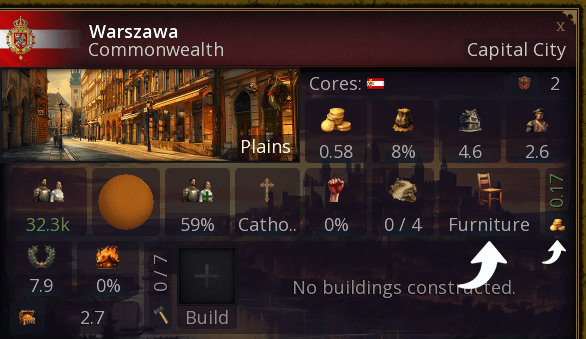 Warszawa
x
Commonwealth
Capital City
Cores:
2
Plains
0.58 8% 4.6 2.6
32.3k 59% Catho.. 0% 0 / 4 Furniture 0.17
7.9 0% 0 / 7
No buildings constructed.
2.7 Build